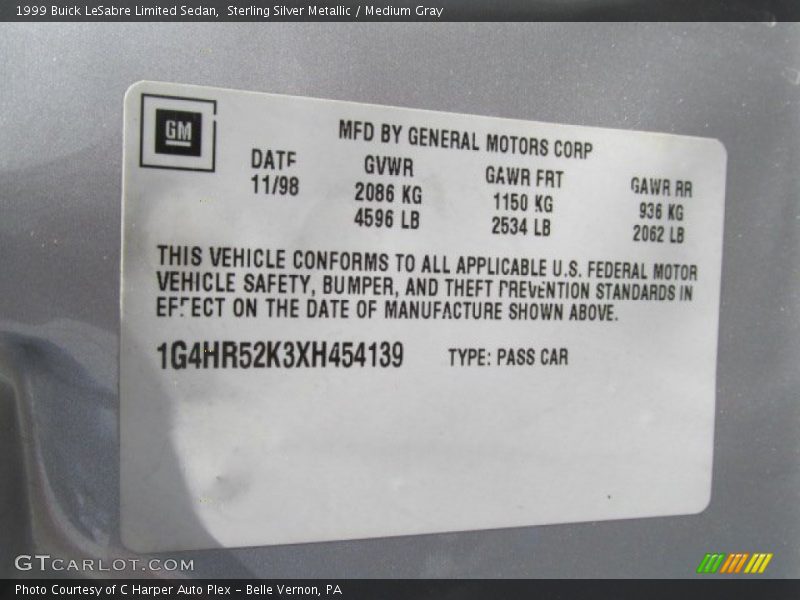 1999 Buick LeSabre Limited Sedan,  Sterling Silver Metallic / Medium Gray
GM
MFD BY GENERAL MOTORS CORP
DATE GVWR GAWR FRT GAWR RR
11/98 2086 KG 1150 KG 936 KG
4596 LB 2534 LB 2062 LB
THIS VEHICLE CONFORMS TO ALL APPLICABLE U.S. FEDERAL MOTOR
VEHICLE SAFETY, BUMPER, AND THEFT PREVENTION STANDARDS IN
EFFECT ON THE DATE OF MANUFACTURE SHOWN ABOVE.
1G4HR52K3XH454139 TYPE: PASS CAR
GTCARLOT.COM
Photo Courtesy of C Harper Auto Plex - Belle Vernon, PA